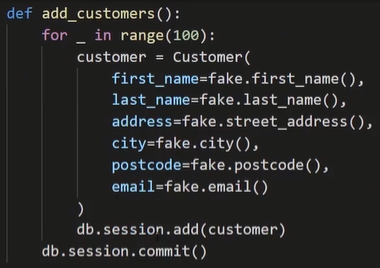 def add_customers():
    for _ in range(100):
        customer = Customer(
            first_name=fake.first_name(),
            last_name=fake.last_name(),
            address=fake.street_address(),
            city=fake.city(),
            postcode=fake.postcode(),
            email=fake.email()
        )
        db.session.add(customer)
    db.session.commit()